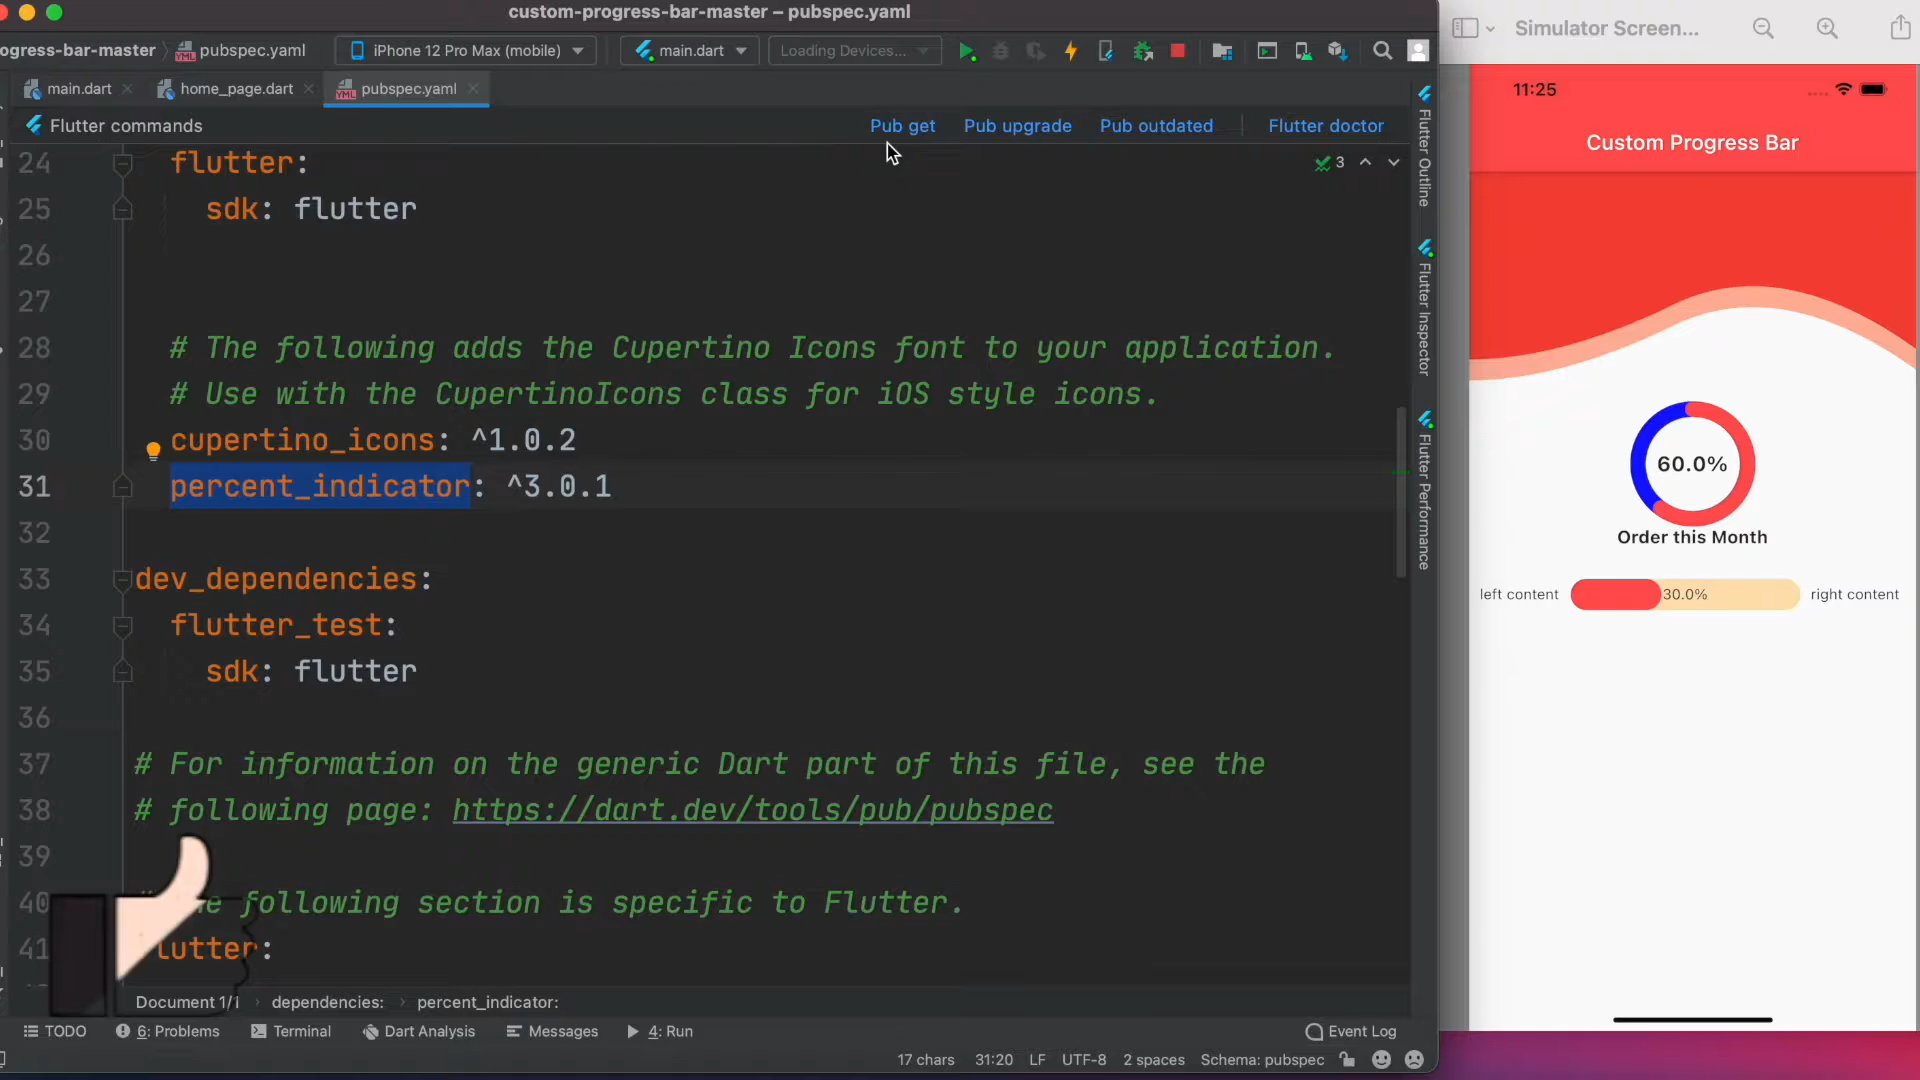 custom-progress-bar-master – pubspec.yaml
ogress-bar-master pubspec.yaml iPhone 12 Pro Max (mobile) main.dart Loading Devices...
main.dart home_page.dart pubspec.yaml
Flutter commands Pub get Pub upgrade Pub outdated Flutter doctor
24 flutter:
3
25 sdk: flutter
26
27
28 # The following adds the Cupertino Icons font to your application.
29 # Use with the CupertinoIcons class for iOS style icons.
30 cupertino_icons: ^1.0.2
31 percent_indicator: ^3.0.1
32
33 dev_dependencies:
34 flutter_test:
35 sdk: flutter
36
37 # For information on the generic Dart part of this file, see the
38 # following page: https://dart.dev/tools/pub/pubspec
39
40 e following section is specific to Flutter.
41 lutter:
Document 1/1 dependencies: percent_indicator:
TODO 6: Problems Terminal Dart Analysis Messages 4: Run Event Log
17 chars 31:20 LF UTF-8 2 spaces Schema: pubspec
Flutter Outline
Flutter Inspector
Flutter Performance
Simulator Screen...
11:25
Custom Progress Bar
60.0%
Order this Month
left content 30.0% right content